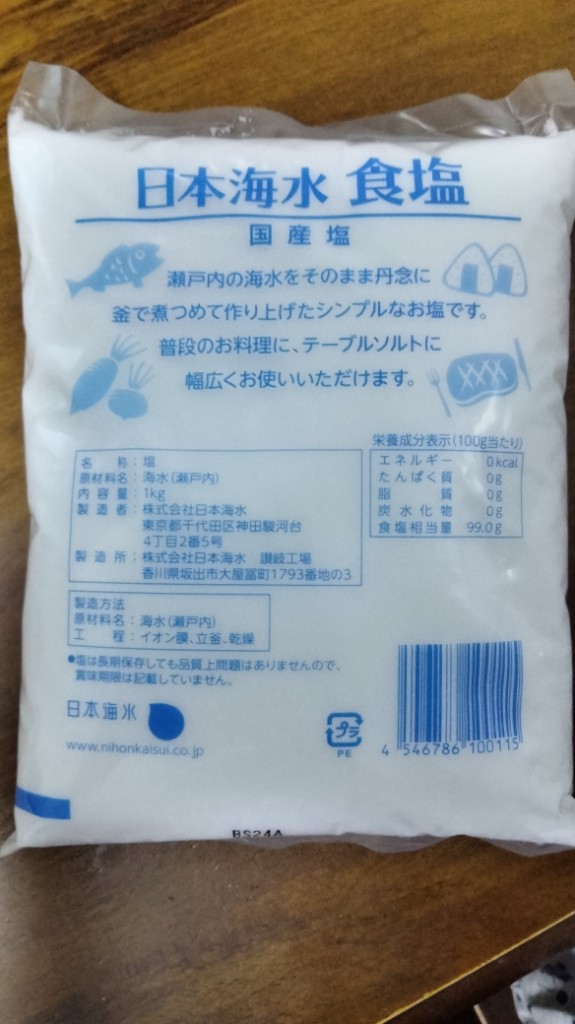 日本海水 食塩
国産塩
瀬戸内の海水をそのまま丹念に
釜で煮つめて作り上げたシンプルなお塩です。
普段のお料理に、テーブルソルトに
幅広くお使いいただけます。
名称:塩
原材料名:海水(瀬戸内)
内容量:1kg
製造者:株式会社日本海水
東京都千代田区神田駿河台
4丁目2番5号
製造所:株式会社日本海水 讃岐工場
香川県坂出市大屋冨町1793番地の3
栄養成分表示(100g当たり)
エネルギー 0kcal
たんぱく質 0g
脂質 0g
炭水化物 0g
食塩相当量 99.0g
製造方法
原材料名:海水(瀬戸内)
工程:イオン膜、立釜、乾燥
●塩は長期保存しても品質上問題はありませんので、
賞味期限は記載していません。
日本海水
www.nihonkaisui.co.jp
プラ
PE
4 546786 100115
BS24A